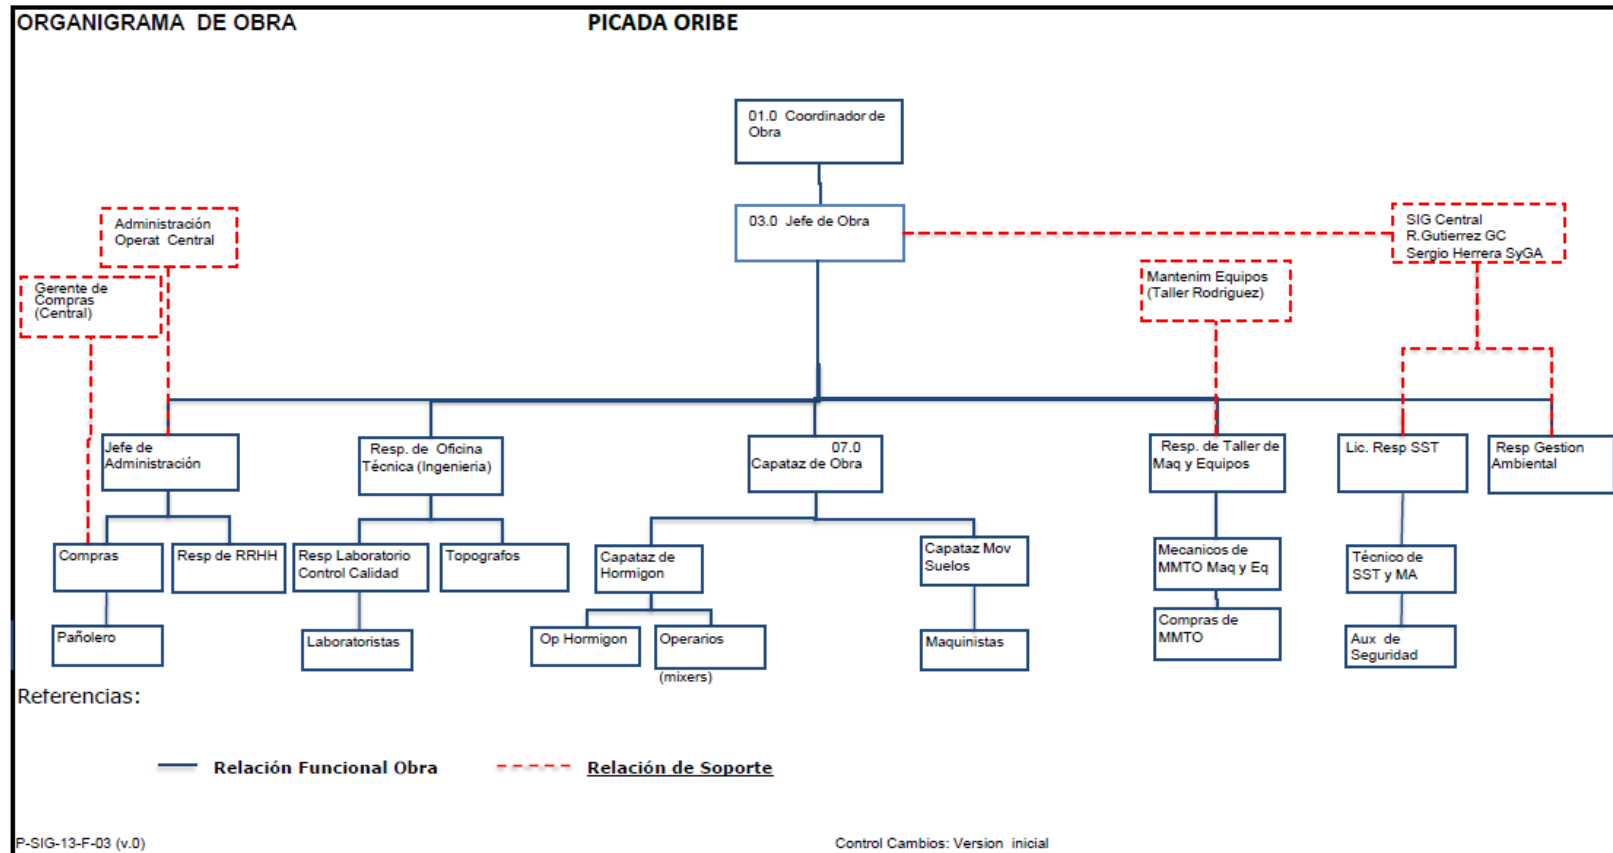 ORGANIGRAMA DE OBRA
PICADA ORIBE
01.0 Coordinador de
Obra
03.0 Jefe de Obra
Administración
Operat Central
Gerente de
Compras
(Central)
SIG Central
R.Gutierrez GC
Sergio Herrera SyGA
Mantenim Equipos
(Taller Rodriguez)
Jefe de
Administración
Resp. de Oficina
Técnica (Ingenieria)
07.0
Capataz de Obra
Resp. de Taller de
Maq y Equipos
Lic. Resp SST
Resp Gestion
Ambiental
Compras
Resp de RRHH
Resp Laboratorio
Control Calidad
Topografos
Capataz de
Hormigon
Capataz Mov
Suelos
Mecanicos de
MMTO Maq y Eq
Técnico de
SST y MA
Pañolero
Laboratoristas
Op Hormigon
Operarios
(mixers)
Maquinistas
Compras de
MMTO
Aux de
Seguridad
Referencias:
Relación Funcional Obra
Relación de Soporte
P-SIG-13-F-03 (v.0)
Control Cambios: Version inicial